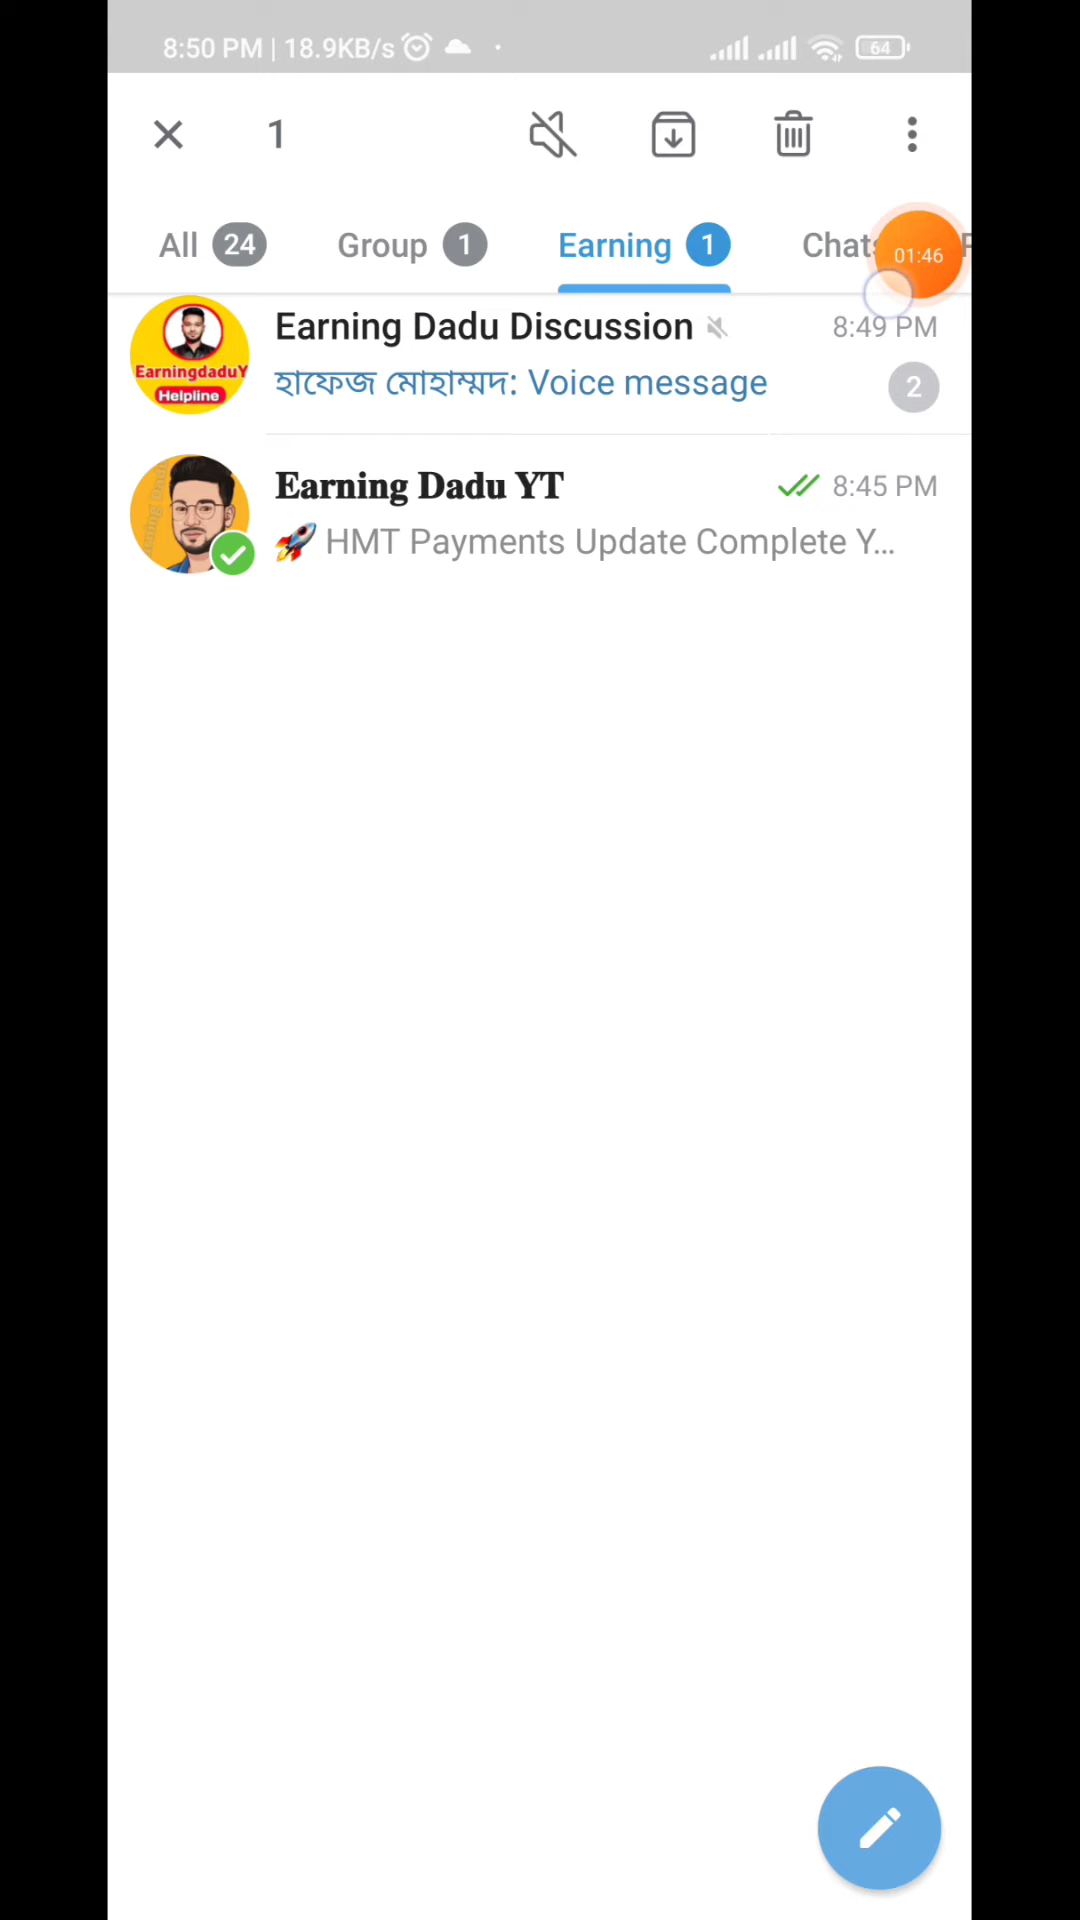 8:50 PM | 18.9KB/s
64
1
All 24 Group 1 Earning 1 Chats
01:46
Earning Dadu Discussion 8:49 PM
হাফেজ মোহাম্মদ: Voice message 2
EarningdaduY
Helpline
Earning Dadu YT 8:45 PM
🚀 HMT Payments Update Complete Y...